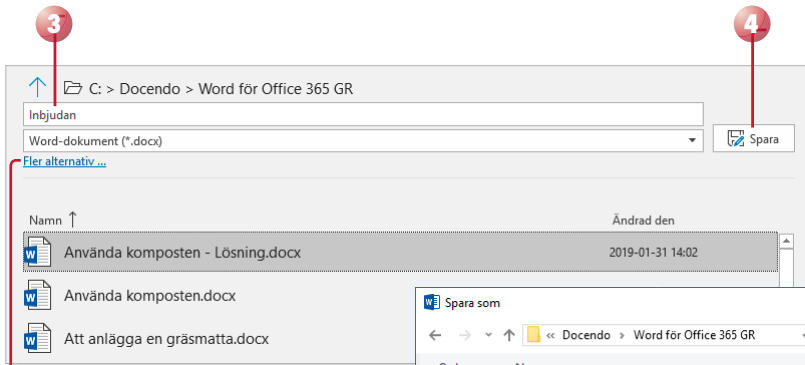 3
4
C: > Docendo > Word för Office 365 GR
Inbjudan
Word-dokument (*.docx)
Spara
Fler alternativ ...
Namn ↑
Ändrad den
Använda komposten - Lösning.docx
2019-01-31 14:02
Använda komposten.docx
Att anlägga en gräsmatta.docx
Spara som
« Docendo > Word för Office 365 GR